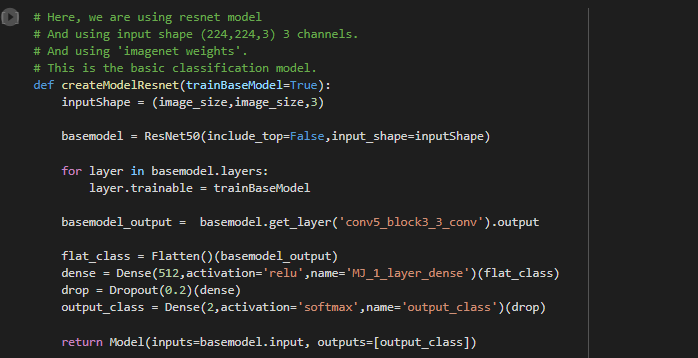 # Here, we are using resnet model
# And using input shape (224,224,3) 3 channels.
# And using 'imagenet weights'.
# This is the basic classification model.
def createModelResnet(trainBaseModel=True):
    inputShape = (image_size,image_size,3)
    basemodel = ResNet50(include_top=False,input_shape=inputShape)
    for layer in basemodel.layers:
        layer.trainable = trainBaseModel
    basemodel_output =  basemodel.get_layer('conv5_block3_3_conv').output
    flat_class = Flatten()(basemodel_output)
    dense = Dense(512,activation='relu',name='MJ_1_layer_dense')(flat_class)
    drop = Dropout(0.2)(dense)
    output_class = Dense(2,activation='softmax',name='output_class')(drop)
    return Model(inputs=basemodel.input, outputs=[output_class])